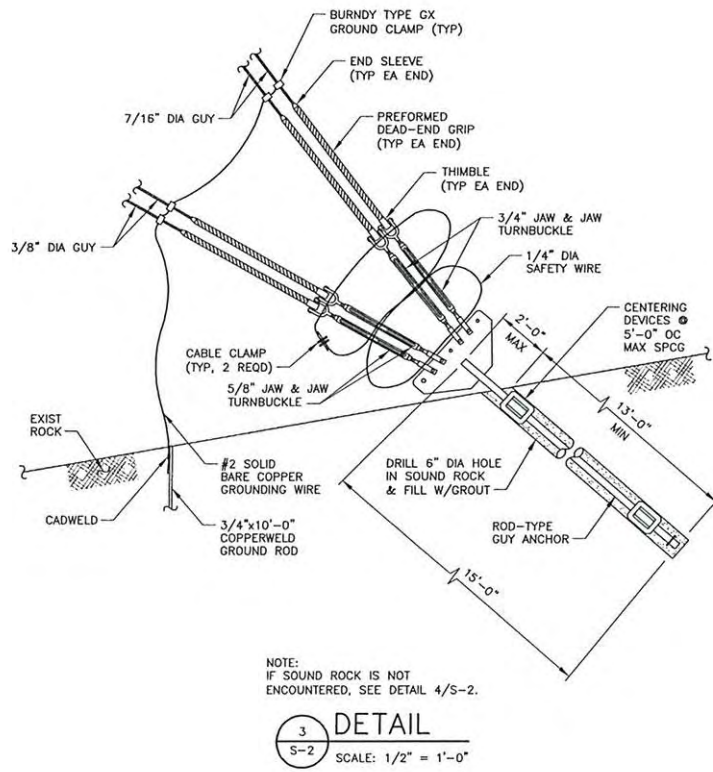 BURNDY TYPE GX
GROUND CLAMP (TYP)
END SLEEVE
(TYP EA END)
7/16" DIA GUY
PREFORMED
DEAD-END GRIP
(TYP EA END)
THIMBLE
(TYP EA END)
3/4" JAW & JAW
TURNBUCKLE
3/8" DIA GUY
1/4" DIA
SAFETY WIRE
2'-0"
MAX
CENTERING
DEVICES @
5'-0" OC
MAX SPCG
CABLE CLAMP
(TYP, 2 REQD)
5/8" JAW & JAW
TURNBUCKLE
13'-0"
MIN
EXIST
ROCK
#2 SOLID
BARE COPPER
GROUNDING WIRE
DRILL 6" DIA HOLE
IN SOUND ROCK
& FILL W/GROUT
CADWELD
3/4"x10'-0"
COPPERWELD
GROUND ROD
ROD-TYPE
GUY ANCHOR
15'-0"
NOTE:
IF SOUND ROCK IS NOT
ENCOUNTERED, SEE DETAIL 4/S-2.
3
S-2
DETAIL
SCALE: 1/2" = 1'-0"